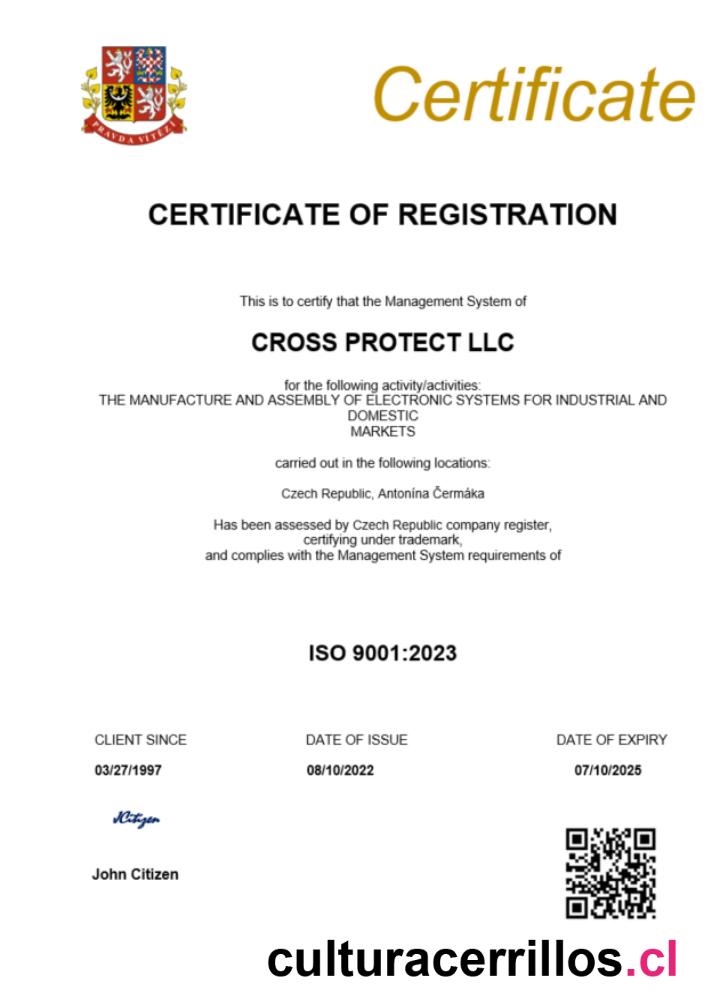 PRAVDA VÍTĚZÍ
Certificate
CERTIFICATE OF REGISTRATION
This is to certify that the Management System of
CROSS PROTECT LLC
for the following activity/activities:
THE MANUFACTURE AND ASSEMBLY OF ELECTRONIC SYSTEMS FOR INDUSTRIAL AND
DOMESTIC
MARKETS
carried out in the following locations:
Czech Republic, Antonína Čermáka
Has been assessed by Czech Republic company register,
certifying under trademark,
and complies with the Management System requirements of
ISO 9001:2023
CLIENT SINCE DATE OF ISSUE DATE OF EXPIRY
03/27/1997 08/10/2022 07/10/2025
JCitizen
John Citizen
culturacerrillos.cl